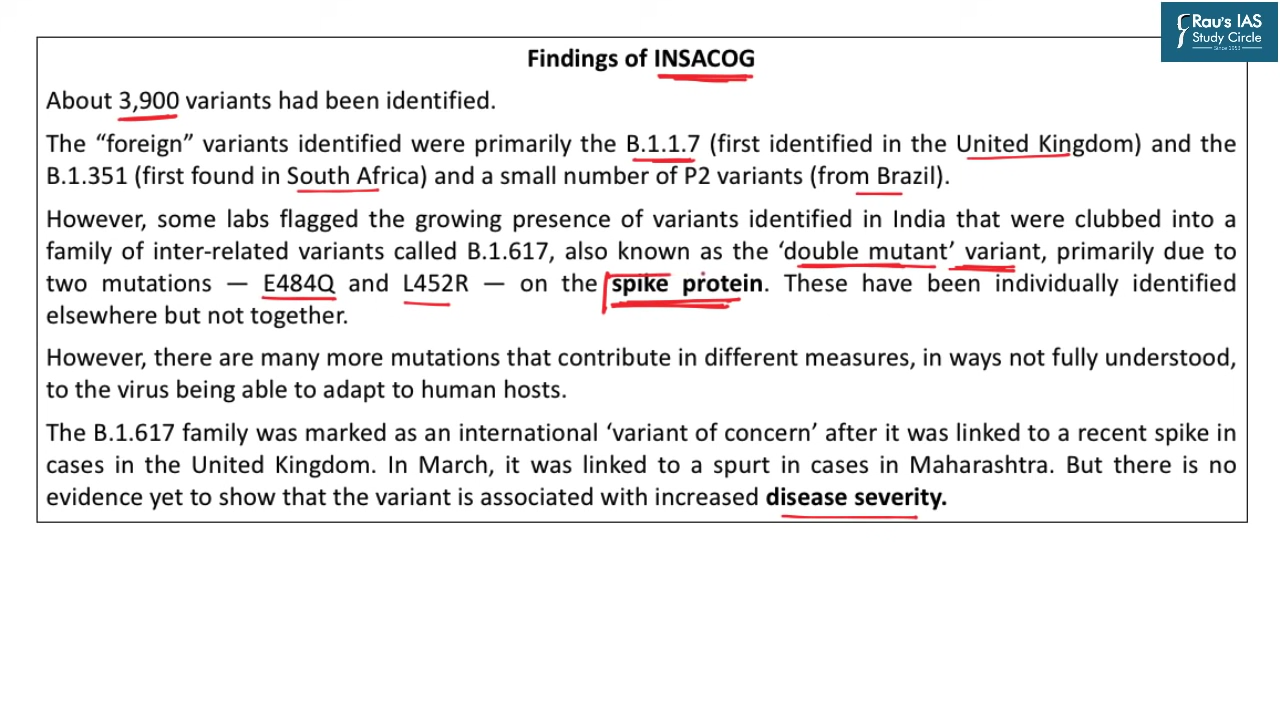 Rau's IAS
Study Circle
Since 1953
Findings of INSACOG
About 3,900 variants had been identified.
The “foreign” variants identified were primarily the B.1.1.7 (first identified in the United Kingdom) and the
B.1.351 (first found in South Africa) and a small number of P2 variants (from Brazil).
However, some labs flagged the growing presence of variants identified in India that were clubbed into a
family of inter-related variants called B.1.617, also known as the ‘double mutant’ variant, primarily due to
two mutations — E484Q and L452R — on the spike protein. These have been individually identified
elsewhere but not together.
However, there are many more mutations that contribute in different measures, in ways not fully understood,
to the virus being able to adapt to human hosts.
The B.1.617 family was marked as an international ‘variant of concern’ after it was linked to a recent spike in
cases in the United Kingdom. In March, it was linked to a spurt in cases in Maharashtra. But there is no
evidence yet to show that the variant is associated with increased disease severity.